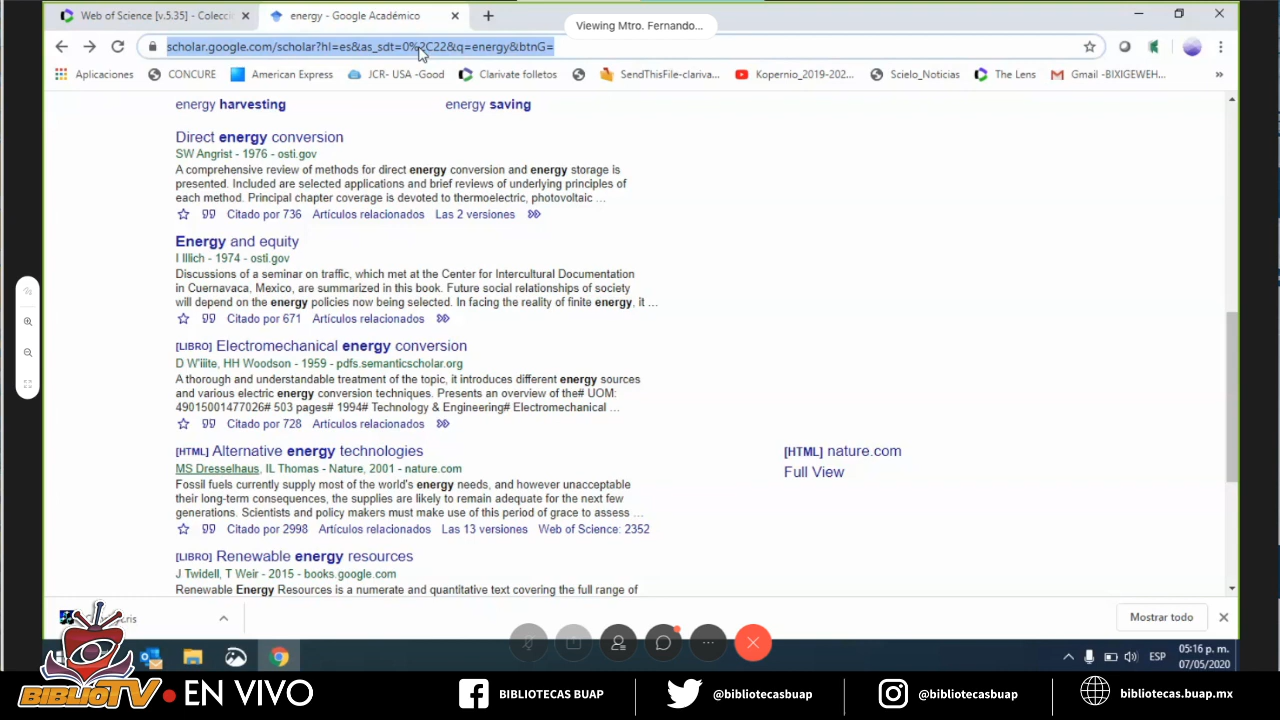 Web of Science [v.5.35] - Colecci
energy - Google Académico
Viewing Mtro. Fernando...
scholar.google.com/scholar?hl=es&as_sdt=0%2C22&q=energy&btnG=
Aplicaciones
CONCURE
American Express
JCR- USA -Good
Clarivate folletos
SendThisFile-clariva...
Kopernio_2019-202...
Scielo_Noticias
The Lens
Gmail -BIXIGEWEH...
»
energy harvesting
energy saving
Direct energy conversion
SW Angrist - 1976 - osti.gov
A comprehensive review of methods for direct energy conversion and energy storage is
presented. Included are selected applications and brief reviews of underlying principles of
each method. Principal chapter coverage is devoted to thermoelectric, photovoltaic ...
Citado por 736 Artículos relacionados Las 2 versiones
Energy and equity
I Illich - 1974 - osti.gov
Discussions of a seminar on traffic, which met at the Center for Intercultural Documentation
in Cuernavaca, Mexico, are summarized in this book. Future social relationships of society
will depend on the energy policies now being selected. In facing the reality of finite energy, it ...
Citado por 671 Artículos relacionados
[LIBRO] Electromechanical energy conversion
D W'iiite, HH Woodson - 1959 - pdfs.semanticscholar.org
A thorough and understandable treatment of the topic, it introduces different energy sources
and various electric energy conversion techniques. Presents an overview of the# UOM:
49015001477026# 503 pages# 1994# Technology & Engineering# Electromechanical ...
Citado por 728 Artículos relacionados
[HTML] Alternative energy technologies
MS Dresselhaus, IL Thomas - Nature, 2001 - nature.com
Fossil fuels currently supply most of the world's energy needs, and however unacceptable
their long-term consequences, the supplies are likely to remain adequate for the next few
generations. Scientists and policy makers must make use of this period of grace to assess ...
Citado por 2998 Artículos relacionados Las 13 versiones Web of Science: 2352
[HTML] nature.com
Full View
[LIBRO] Renewable energy resources
J Twidell, T Weir - 2015 - books.google.com
Renewable Energy Resources is a numerate and quantitative text covering the full range of
Mostrar todo
ESP
05:16 p. m.
07/05/2020
BIBLIOTV
EN VIVO
BIBLIOTECAS BUAP
@bibliotecasbuap
@bibliotecasbuap
bibliotecas.buap.mx